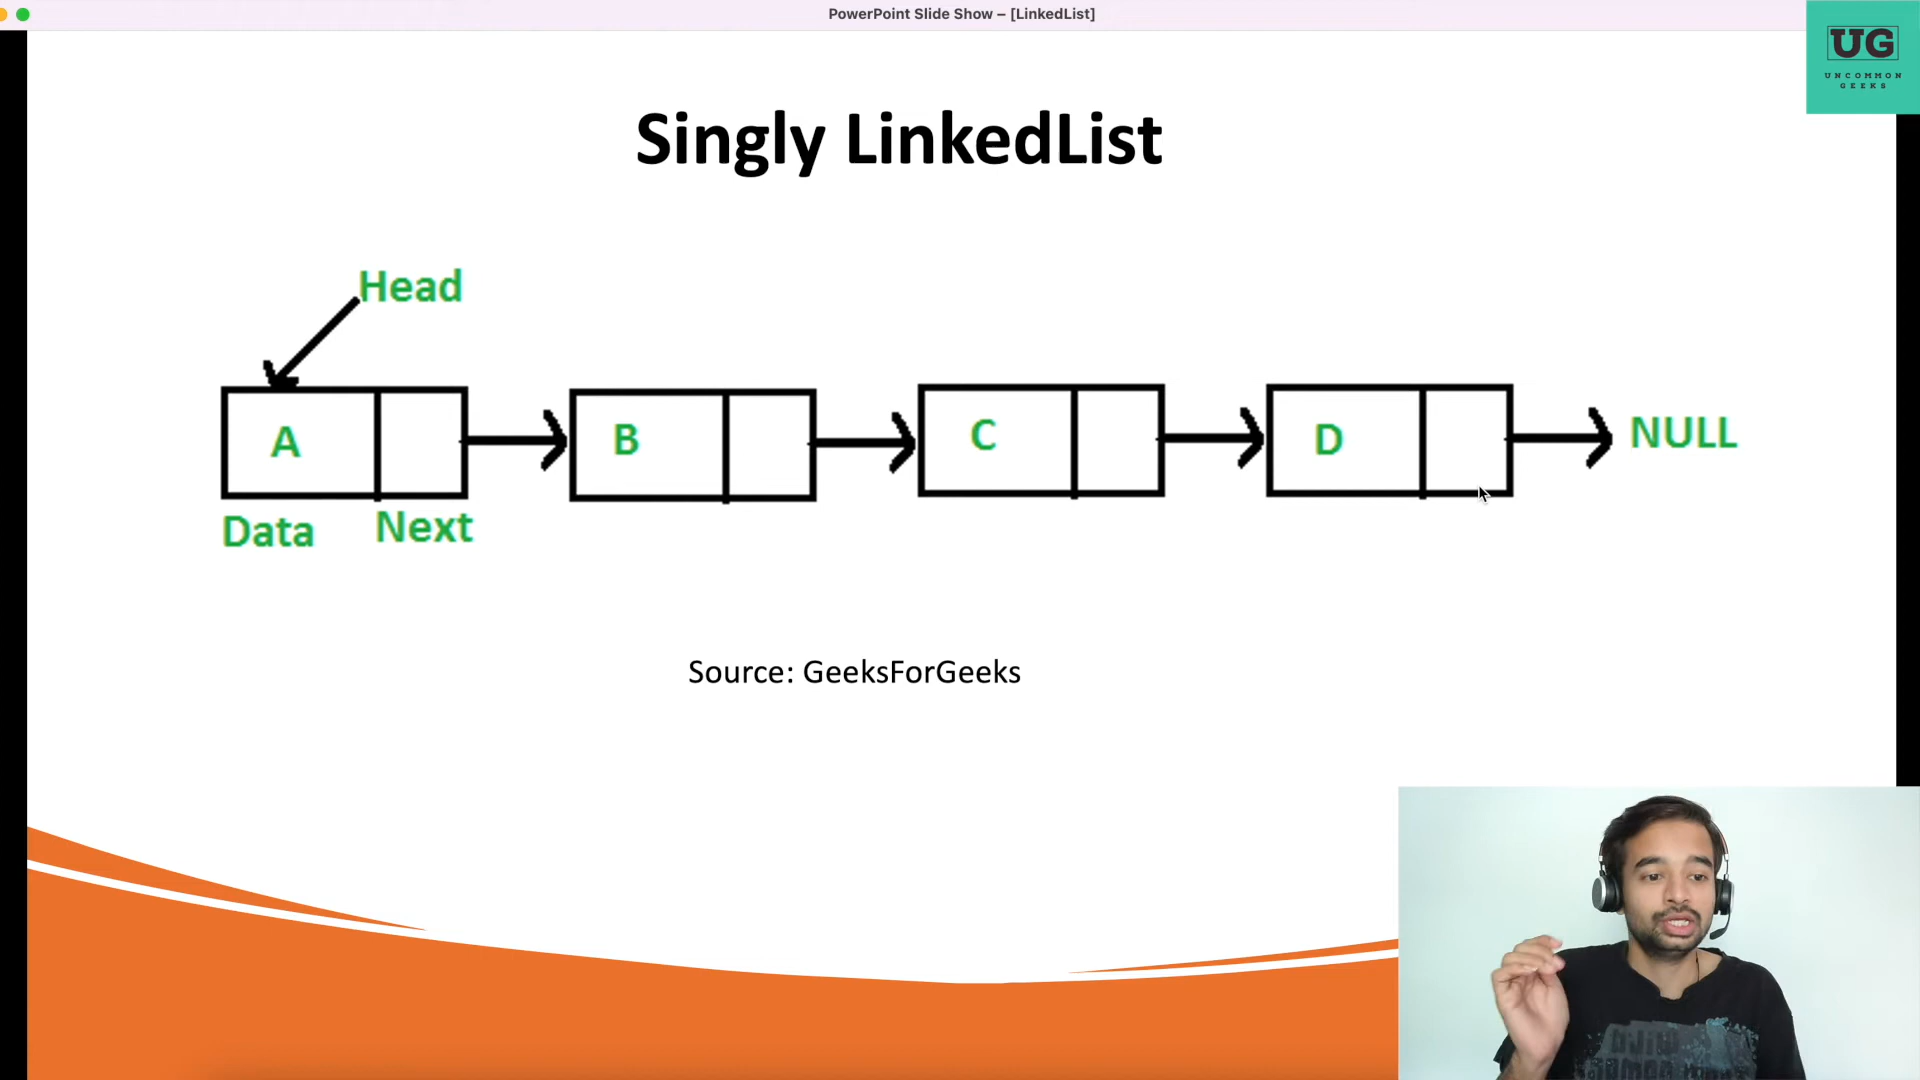 PowerPoint Slide Show – [LinkedList]
UG
UNCOMMON
GEEKS
Singly LinkedList
Head
A
B
C
D
NULL
Data
Next
Source: GeeksForGeeks